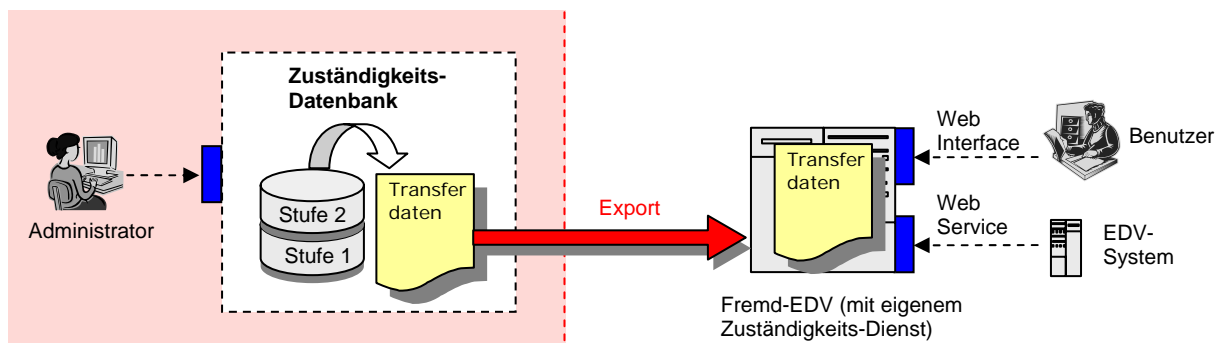 Zuständigkeits-
Datenbank
Administrator
Stufe 2
Stufe 1
Transfer
daten
Export
Transfer
daten
Fremd-EDV (mit eigenem
Zuständigkeits-Dienst)
Web
Interface
Benutzer
Web
Service
EDV-
System